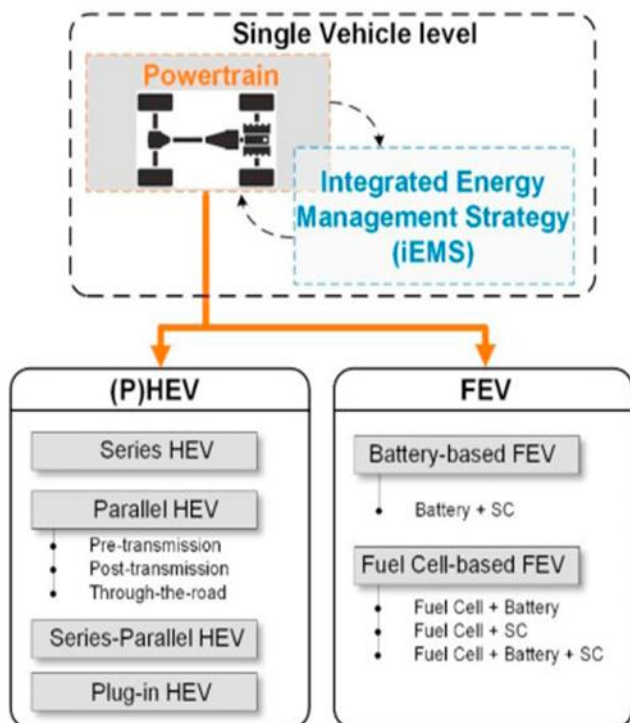 Single Vehicle level
Powertrain
Integrated Energy
Management Strategy
(iEMS)
(P)HEV
Series HEV
Parallel HEV
Pre-transmission
Post-transmission
Through-the-road
Series-Parallel HEV
Plug-in HEV
FEV
Battery-based FEV
Battery + SC
Fuel Cell-based FEV
Fuel Cell + Battery
Fuel Cell + SC
Fuel Cell + Battery + SC